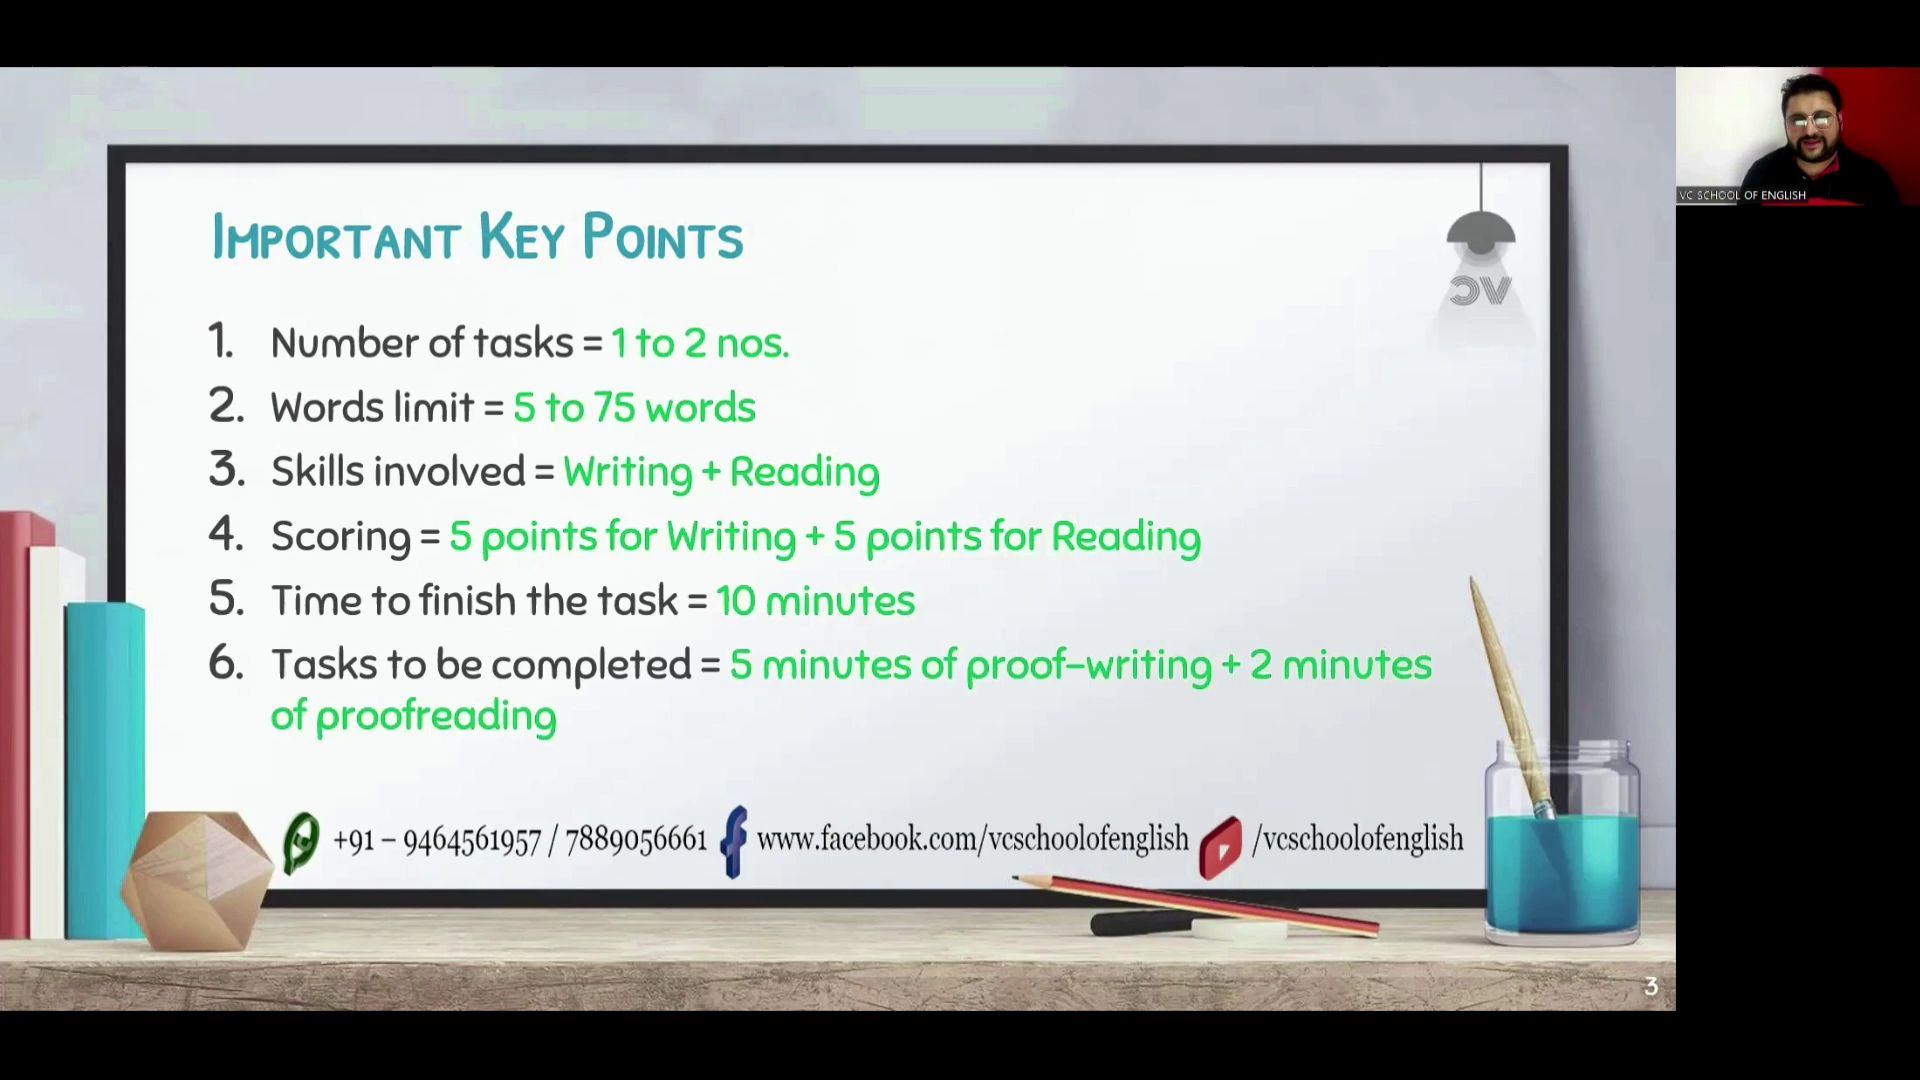 VC SCHOOL OF ENGLISH
IMPORTANT KEY POINTS
VC
1. Number of tasks = 1 to 2 nos.
2. Words limit = 5 to 75 words
3. Skills involved = Writing + Reading
4. Scoring = 5 points for Writing + 5 points for Reading
5. Time to finish the task = 10 minutes
6. Tasks to be completed = 5 minutes of proof-writing + 2 minutes
of proofreading
+91 – 9464561957 / 7889056661 www.facebook.com/vcschoolofenglish /vcschoolofenglish
3